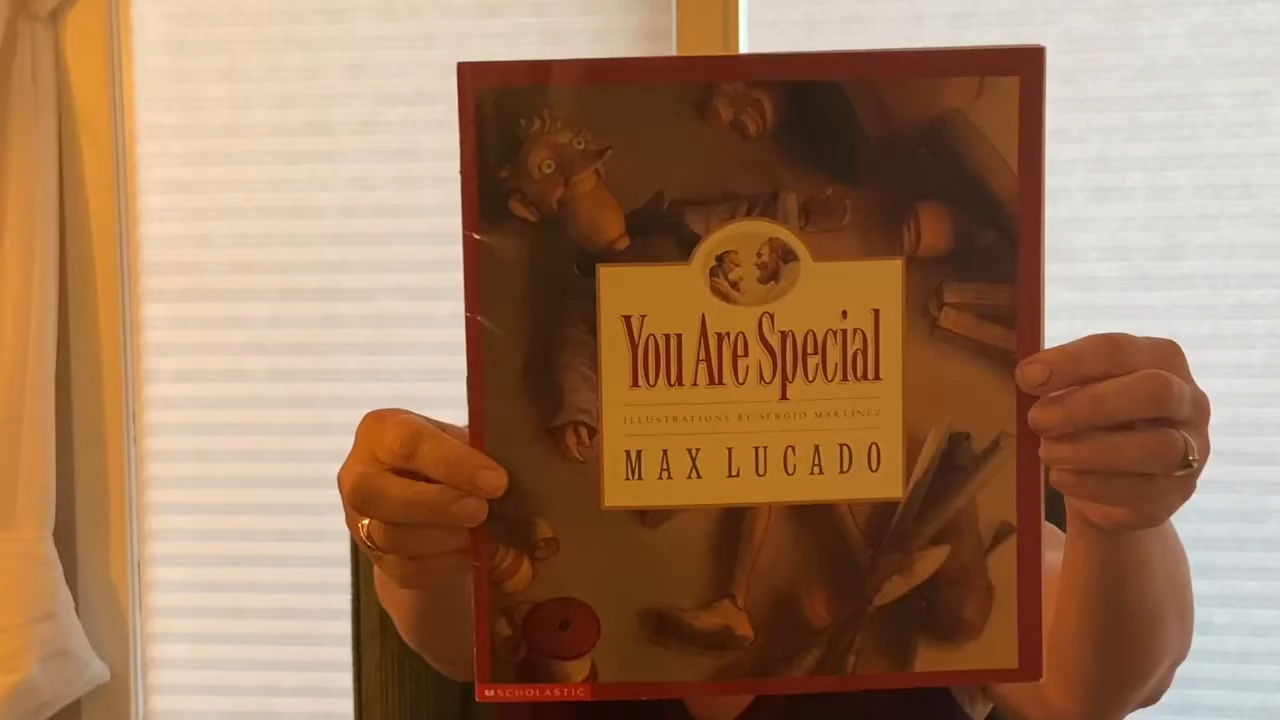 You Are Special
ILLUSTRATIONS BY SERGIO MARTINEZ
MAX LUCADO
SCHOLASTIC